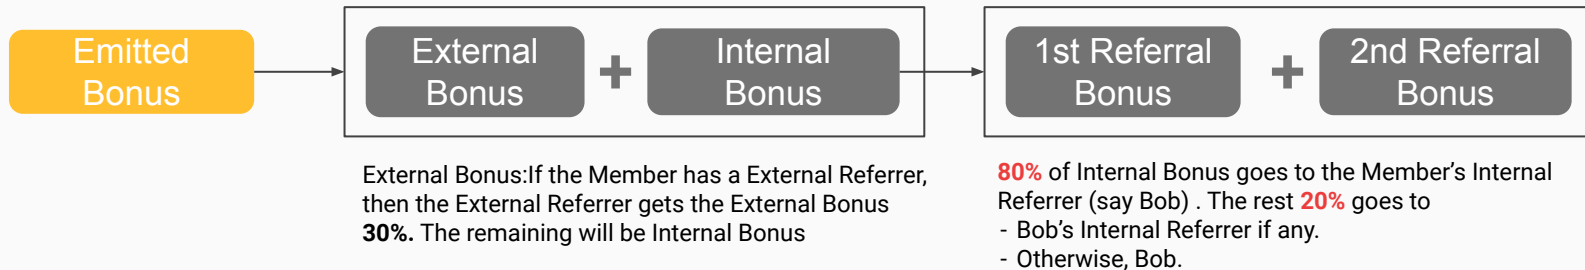 Emitted
Bonus
External
Bonus
+
Internal
Bonus
1st Referral
Bonus
+
2nd Referral
Bonus
External Bonus:If the Member has a External Referrer,
then the External Referrer gets the External Bonus
30%. The remaining will be Internal Bonus
80% of Internal Bonus goes to the Member's Internal
Referrer (say Bob) . The rest 20% goes to
- Bob's Internal Referrer if any.
- Otherwise, Bob.